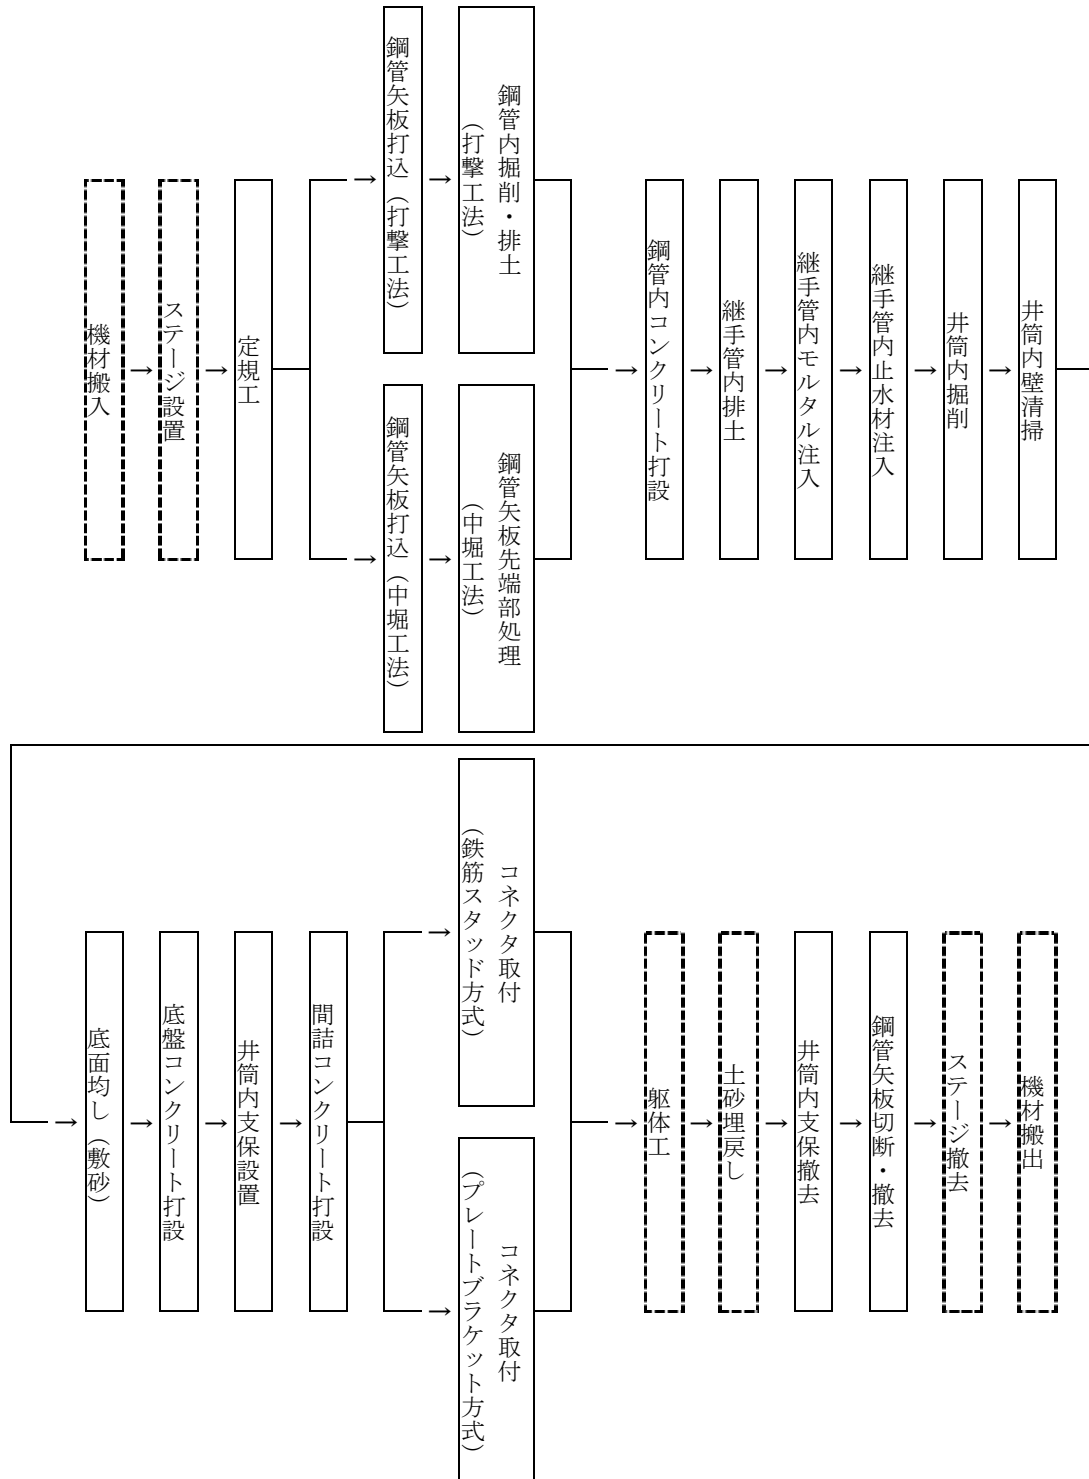 機材搬入
→
ステージ設置
→
定規工
→
鋼管矢板打込（打撃工法）
→
鋼管内掘削・排土
（打撃工法）
→
鋼管矢板打込（中堀工法）
→
鋼管矢板先端部処理
（中堀工法）
→
鋼管内コンクリート打設
→
継手管内排土
→
継手管内モルタル注入
→
継手管内止水材注入
→
井筒内掘削
→
井筒内壁清掃
→
底面均し（敷砂）
→
底盤コンクリート打設
→
井筒内支保設置
→
間詰コンクリート打設
→
コネクタ取付
（鉄筋スタッド方式）
→
コネクタ取付
（プレートブラケット方式）
→
躯体工
→
土砂埋戻し
→
井筒内支保撤去
→
鋼管矢板切断・撤去
→
ステージ撤去
→
機材搬出